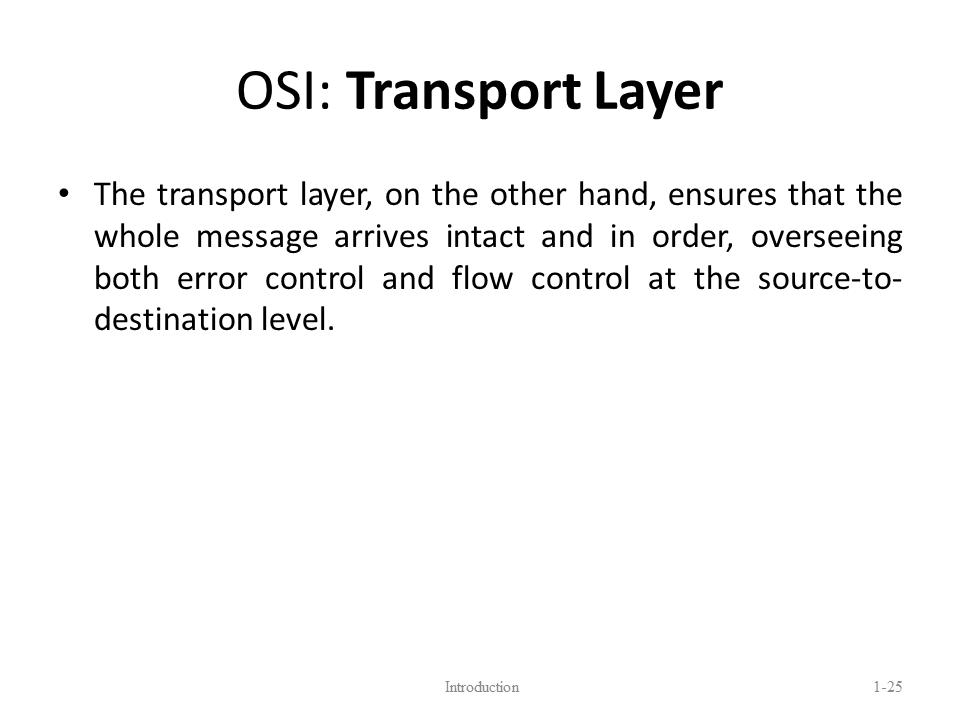 OSI: Transport Layer
• The transport layer, on the other hand, ensures that the
whole message arrives intact and in order, overseeing
both error control and flow control at the source-to-
destination level.
Introduction
1-25